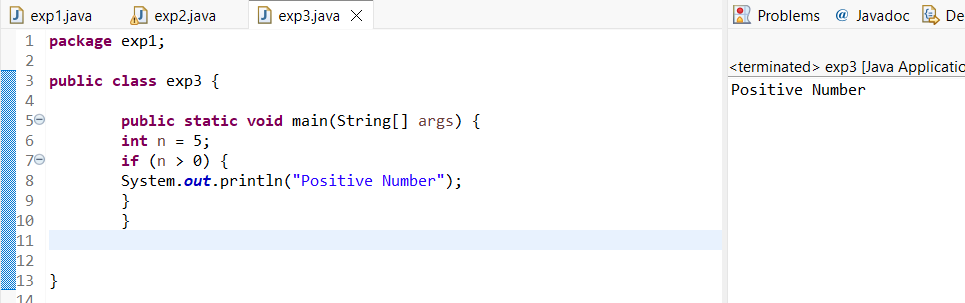 exp1.java exp2.java exp3.java
1 package exp1;
2
3 public class exp3 {
4
5 public static void main(String[] args) {
6 int n = 5;
7 if (n > 0) {
8 System.out.println("Positive Number");
9 }
10 }
11
12
13 }
14
Problems @ Javadoc De
<terminated> exp3 [Java Applicatio
Positive Number